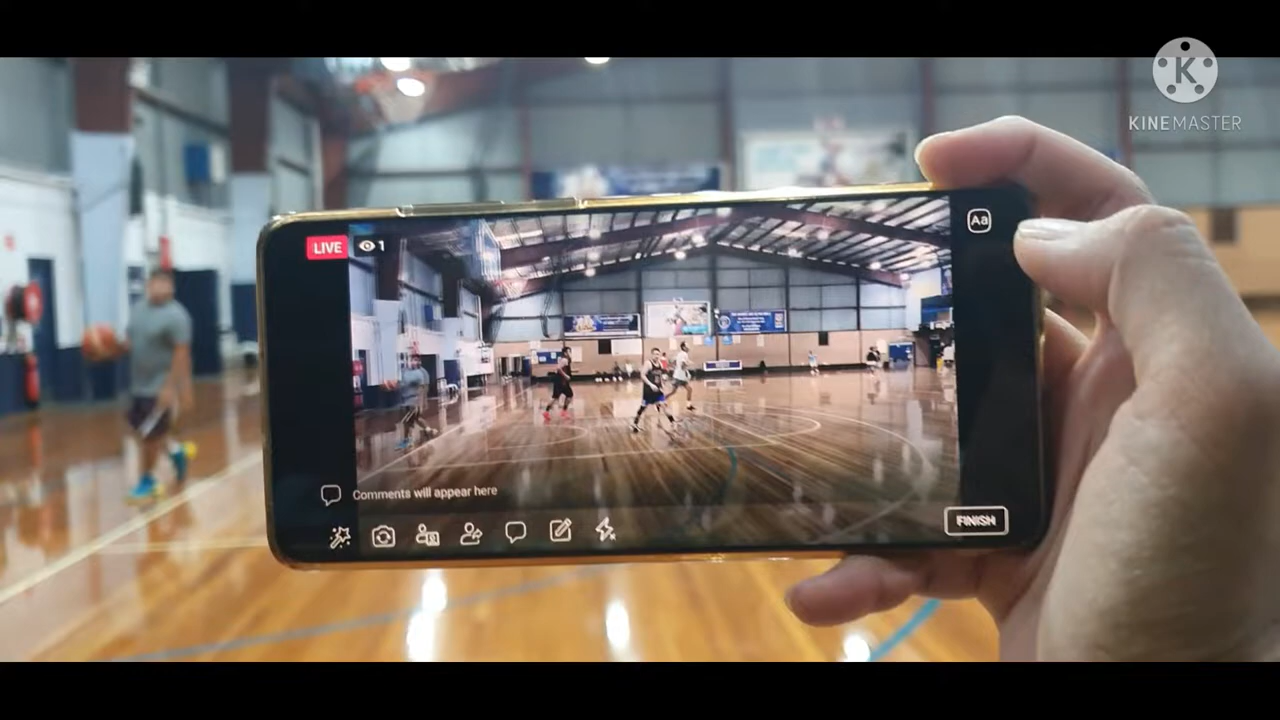 K
KINEMASTER
LIVE 1
Aa
Comments will appear here
FINISH